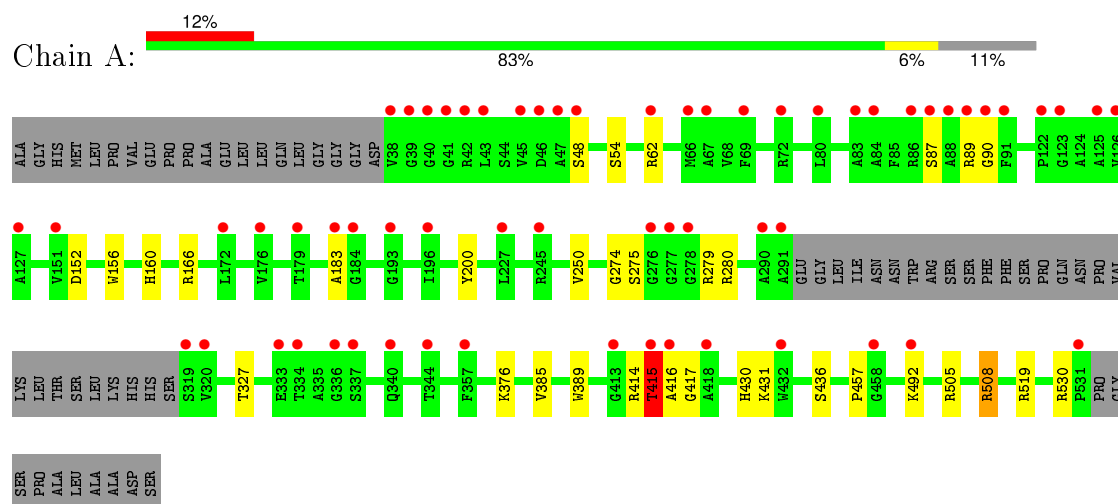 12%
Chain A:
83% 6% 11%
ALA GLY HIS MET LEU PRO VAL GLU PRO PRO ALA GLU LEU LEU GLN LEU GLY GLY GLY ASP V38 G39 G40 G41 R42 L43 S44 V45 D46 A47 S48 S54 R62 M66 A67 V68 F69 R72 L80 A83 A84 F85 R86 S87 A88 R89 G90 F91 P122 G123 A124 A125 V126
A127 V151 D152 W156 H160 R166 L172 V176 T179 A183 G184 G193 I196 Y200 L227 R245 V250 G274 S275 G276 G277 G278 R279 R280 A290 A291 GLU GLY LEU ILE ASN ASN TRP ARG SER SER PHE PHE SER PRO GLN ASN PRO VAL
LYS LEU THR SER LEU LYS HIS HIS SER S319 V320 T327 E333 T334 A335 G336 S337 Q340 T344 F357 K376 V385 W389 G413 R414 T415 A416 G417 A418 H430 K431 W432 S436 P457 G458 K492 R505 R508 R519 R530 P531 PRO GLY
SER PRO ALA LEU ALA ALA ASP SER